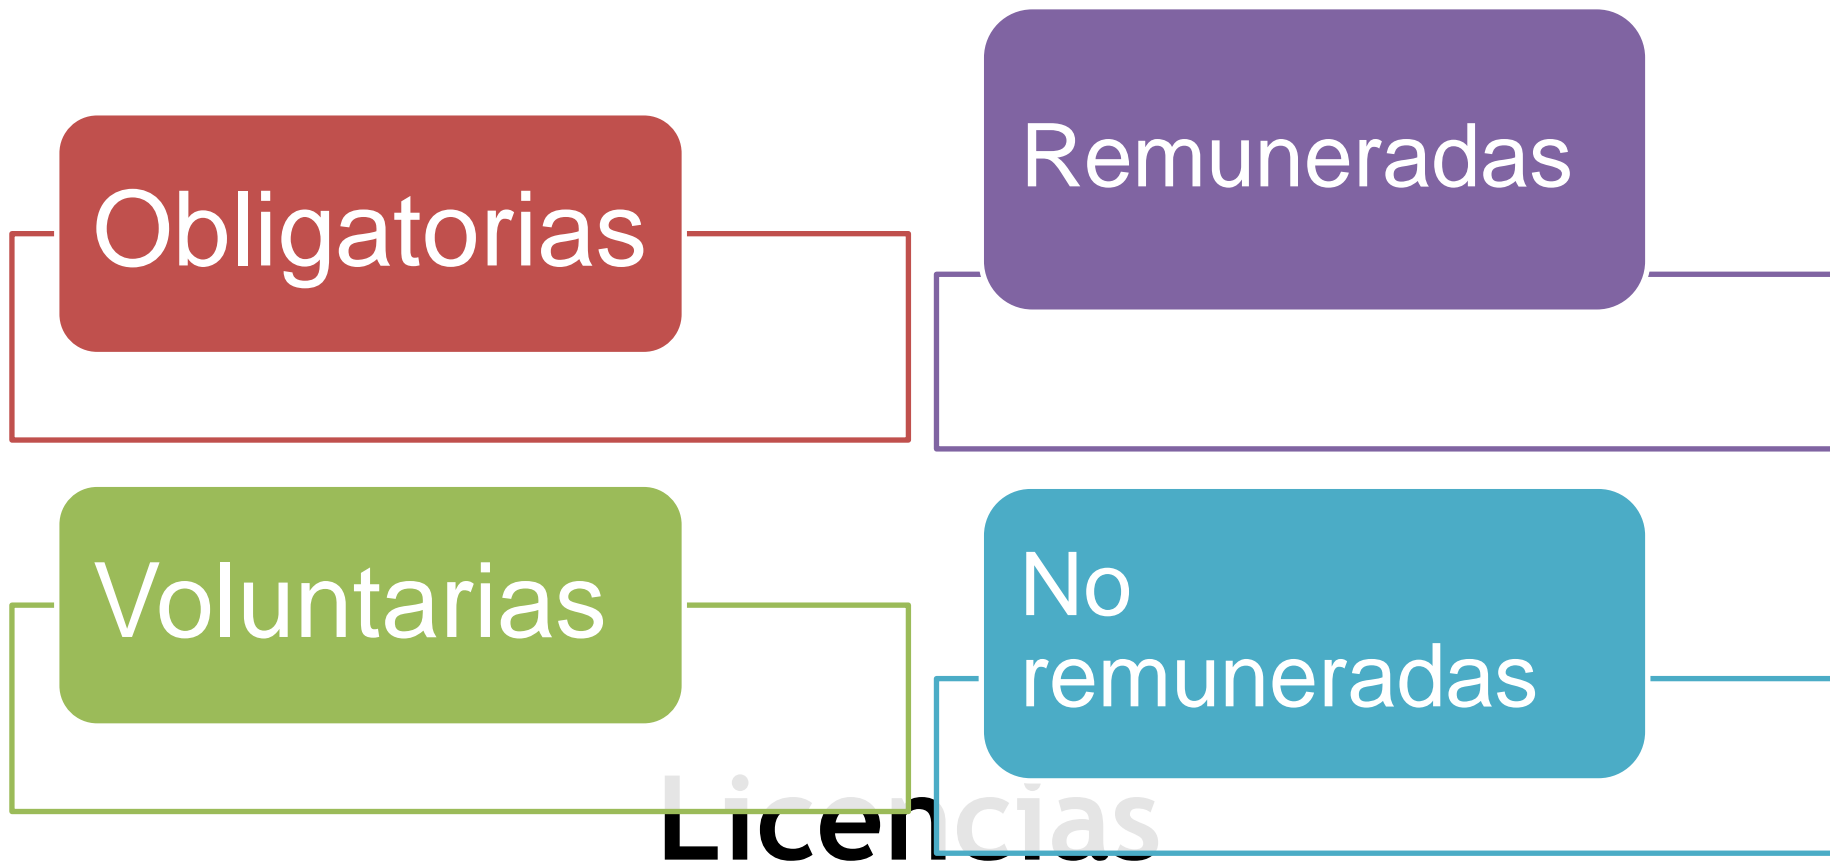 Obligatorias
Voluntarias
Remuneradas
No
remuneradas
Licencias